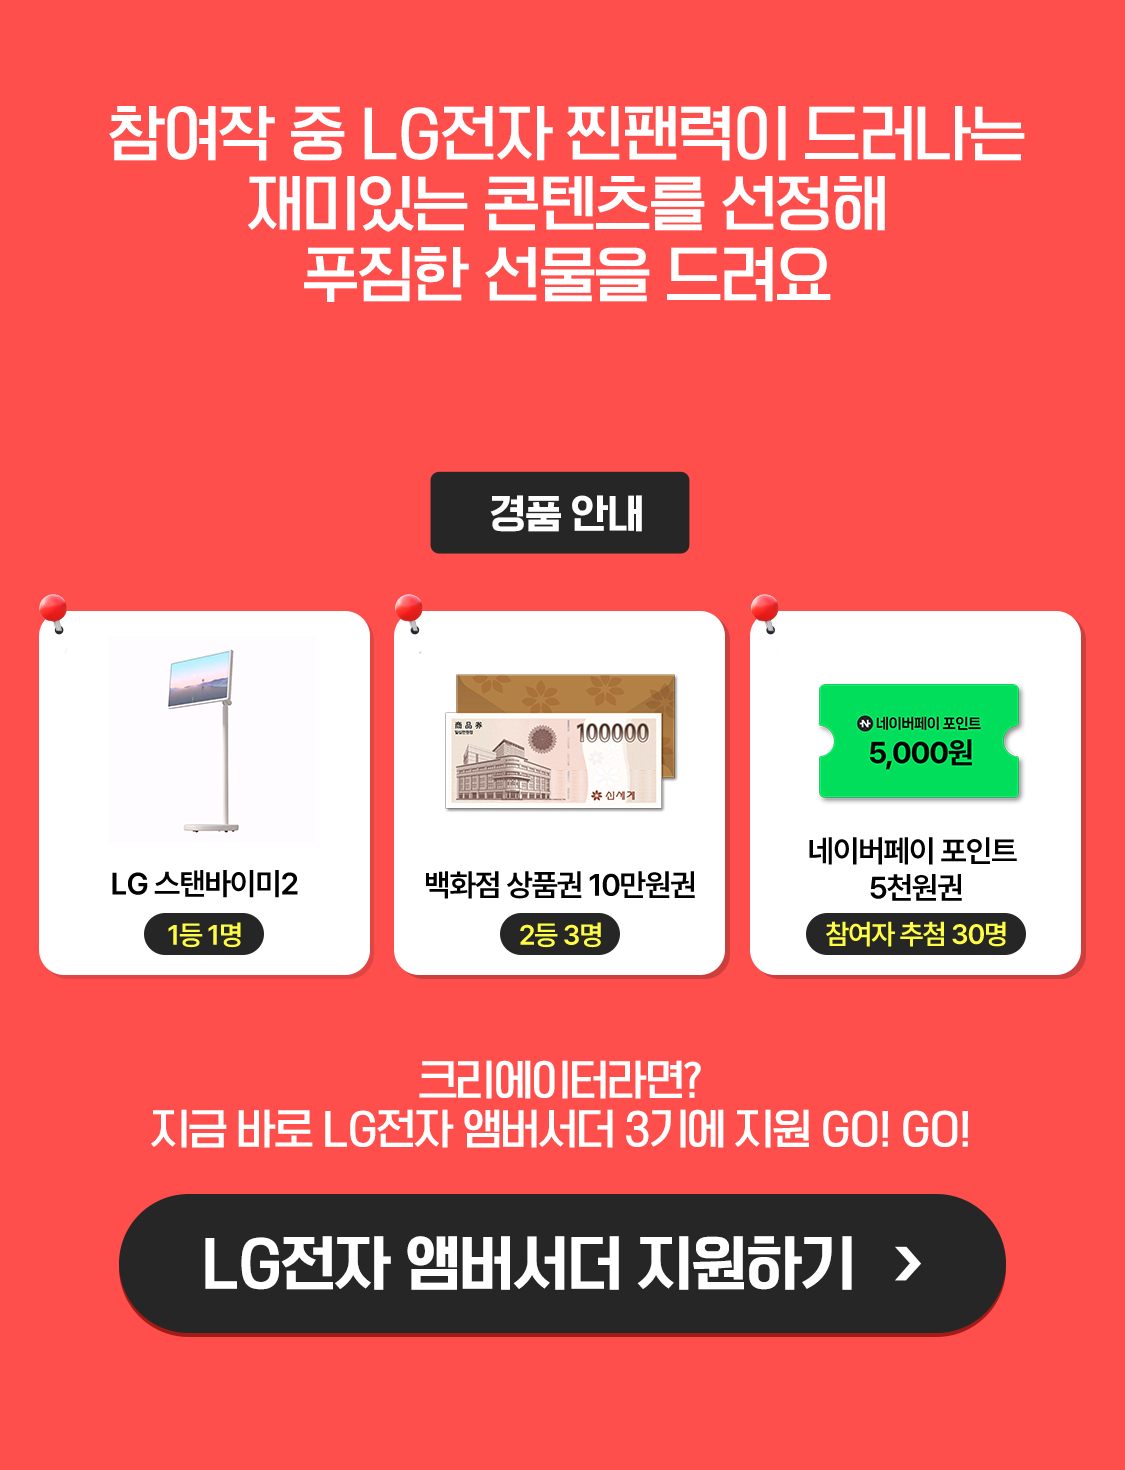 참여작 중 LG전자 찐팬력이 드러나는
재미있는 콘텐츠를 선정해
푸짐한 선물을 드려요
경품 안내
商品券
100000
신세계
네이버페이 포인트
5,000원
LG 스탠바이미2
1등 1명
백화점 상품권 10만원권
2등 3명
네이버페이 포인트
5천원권
참여자 추첨 30명
크리에이터라면?
지금 바로 LG전자 앰버서더 3기에 지원 GO! GO!
LG전자 앰버서더 지원하기